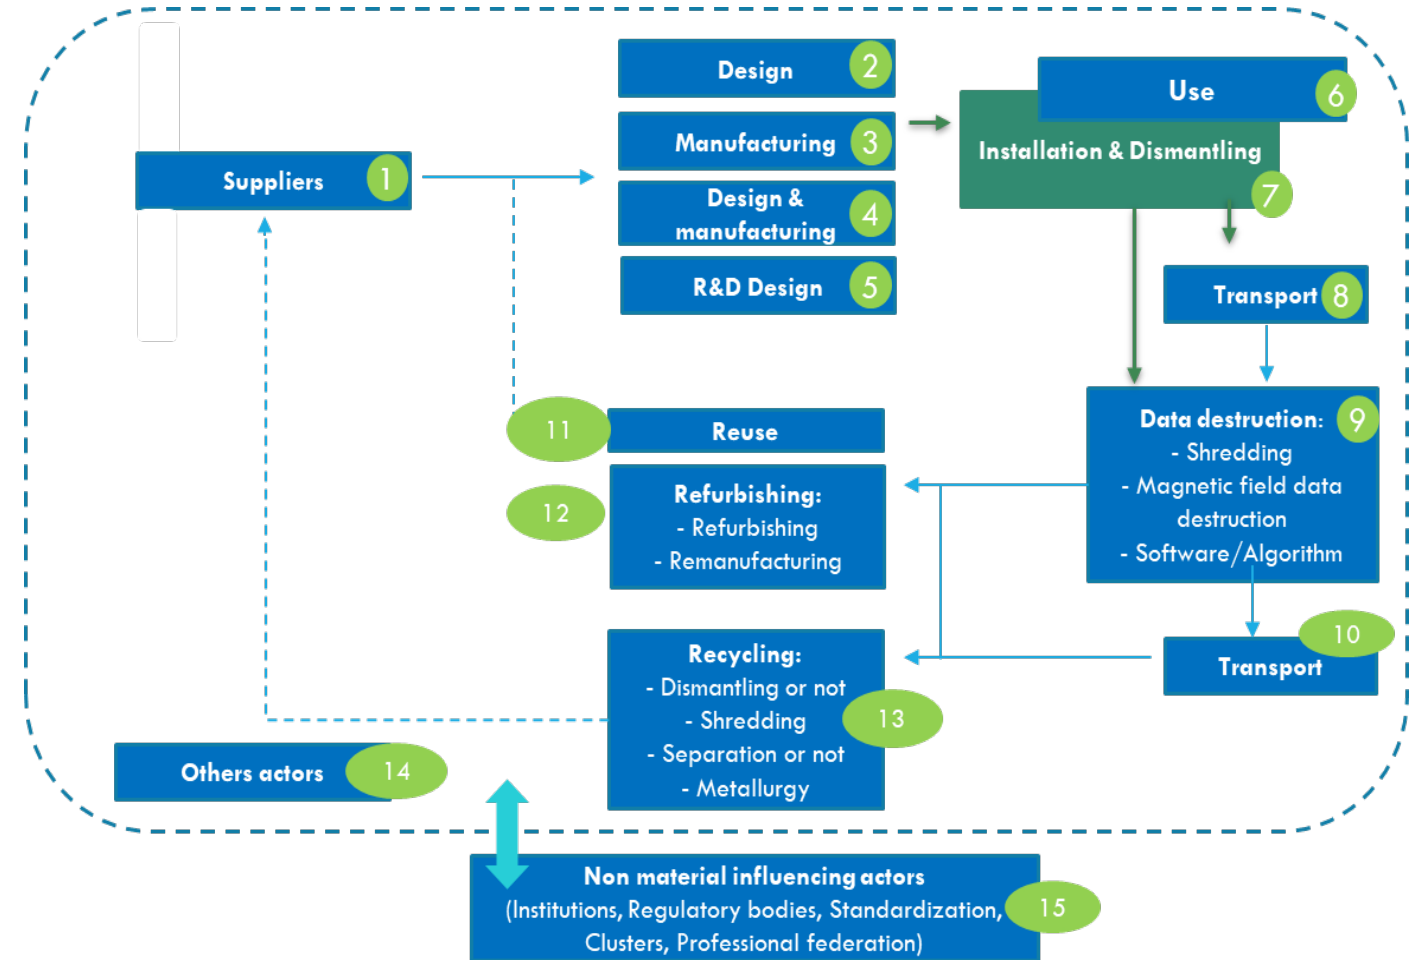 Design
2
Use
6
Manufacturing
3
Installation & Dismantling
7
Suppliers
1
Design &
manufacturing
4
R&D Design
5
Transport
8
Data destruction:
9
- Shredding
- Magnetic field data
destruction
- Software/Algorithm
11
Reuse
12
Refurbishing:
- Refurbishing
- Remanufacturing
10
Transport
Recycling:
- Dismantling or not
- Shredding
- Separation or not
- Metallurgy
13
Others actors
14
Non material influencing actors
(Institutions, Regulatory bodies, Standardization,
Clusters, Professional federation)
15